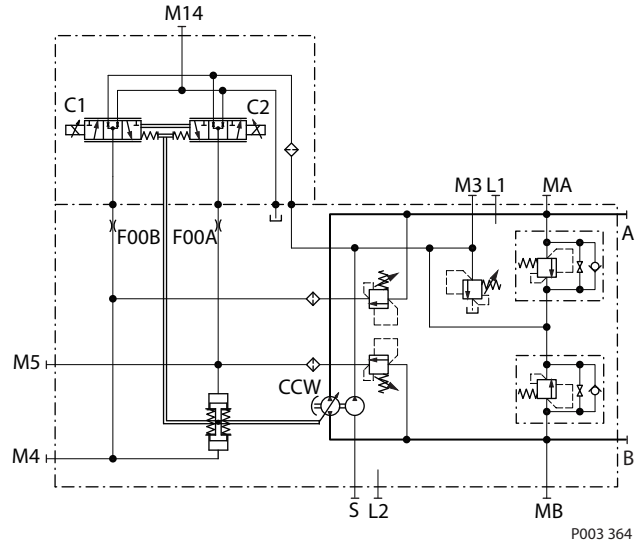 M14
C1 C2
F00B F00A
M3 L1 MA
A
M5
CCW
M4
B
S L2 MB
P003 364